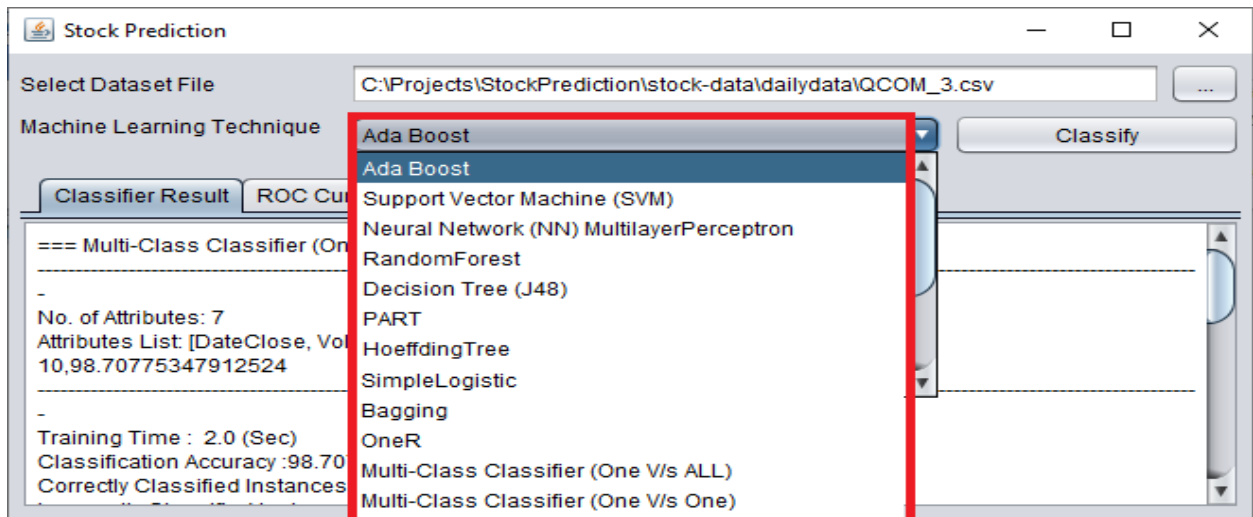 Stock Prediction
Select Dataset File
C:\Projects\StockPrediction\stock-data\dailydata\QCOM_3.csv
...
Machine Learning Technique
Ada Boost
Classify
Ada Boost
Support Vector Machine (SVM)
Neural Network (NN) MultilayerPerceptron
RandomForest
Decision Tree (J48)
PART
HoeffdingTree
SimpleLogistic
Bagging
OneR
Multi-Class Classifier (One V/s ALL)
Multi-Class Classifier (One V/s One)
Classifier Result
ROC Cu
=== Multi-Class Classifier (On
-
No. of Attributes: 7
Attributes List: [DateClose, Vol
10,98.70775347912524
-
Training Time : 2.0 (Sec)
Classification Accuracy :98.70
Correctly Classified Instances